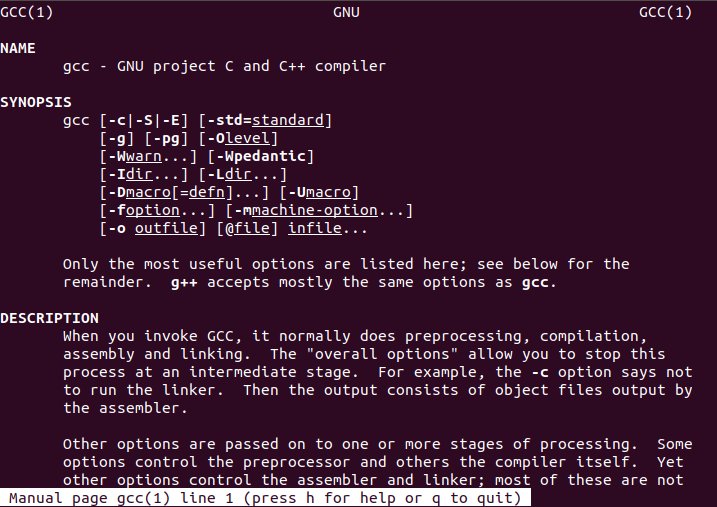 GCC(1)                               GNU                               GCC(1)
NAME
       gcc - GNU project C and C++ compiler
SYNOPSIS
       gcc [-c|-S|-E] [-std=standard]
           [-g] [-pg] [-Olevel]
           [-Wwarn...] [-Wpedantic]
           [-Idir...] [-Ldir...]
           [-Dmacro[=defn]...] [-Umacro]
           [-foption...] [-mmachine-option...]
           [-o outfile] [@file] infile...
       Only the most useful options are listed here; see below for the
       remainder.  g++ accepts mostly the same options as gcc.
DESCRIPTION
       When you invoke GCC, it normally does preprocessing, compilation,
       assembly and linking.  The "overall options" allow you to stop this
       process at an intermediate stage.  For example, the -c option says not
       to run the linker.  Then the output consists of object files output by
       the assembler.
       Other options are passed on to one or more stages of processing.  Some
       options control the preprocessor and others the compiler itself.  Yet
       other options control the assembler and linker; most of these are not
 Manual page gcc(1) line 1 (press h for help or q to quit)